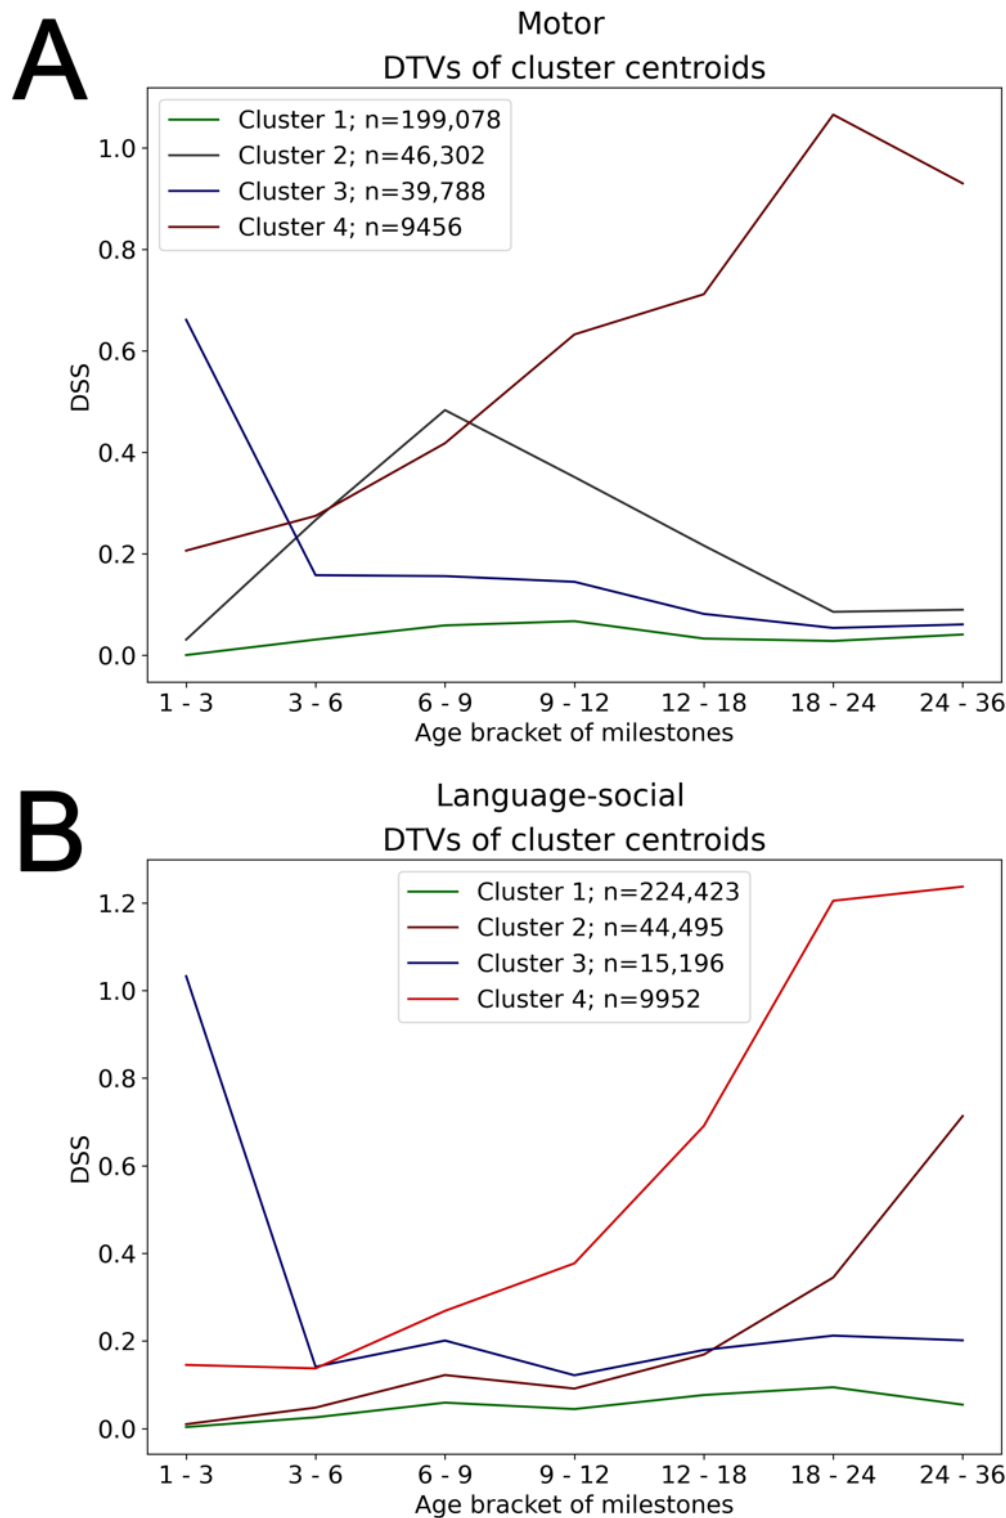 A
Motor
DTVs of cluster centroids
Cluster 1; n=199,078
Cluster 2; n=46,302
Cluster 3; n=39,788
Cluster 4; n=9456
1.0
0.8
0.6
0.4
0.2
0.0
DSS
1 - 3 3 - 6 6 - 9 9 - 12 12 - 18 18 - 24 24 - 36
Age bracket of milestones
B
Language-social
DTVs of cluster centroids
Cluster 1; n=224,423
Cluster 2; n=44,495
Cluster 3; n=15,196
Cluster 4; n=9952
1.2
1.0
0.8
0.6
0.4
0.2
0.0
DSS
1 - 3 3 - 6 6 - 9 9 - 12 12 - 18 18 - 24 24 - 36
Age bracket of milestones